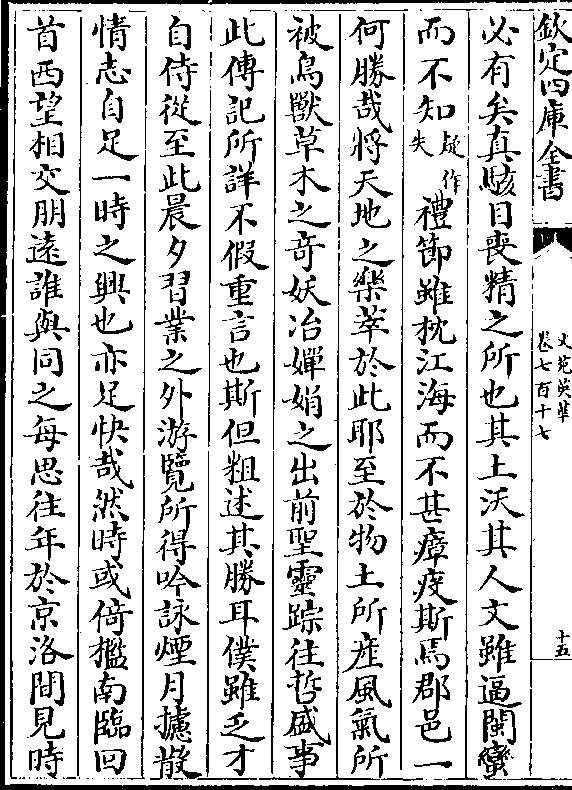 欽定四庫全書
文苑英華
卷七百十七
十五
必有矣真駭目喪精之所也其土沃其人文雖逼閩蠻
而不知疑作失禮節雖枕江海而不甚瘴疫斯焉郡邑一
何勝哉將天地之樂萃於此耶至於物土所産風氣所
被鳥獸草木之奇妖冶嬋娟之出前聖靈踪往哲盛事
此傳記所詳不假重言也斯但粗述其勝耳僕雖乏才
自侍從至此晨夕習業之外游覽所得吟詠煙月攄散
情志自足一時之興也亦足快哉然時或倚檻南臨回
首西望相交朋遠誰與同之每思往年於京洛間見時